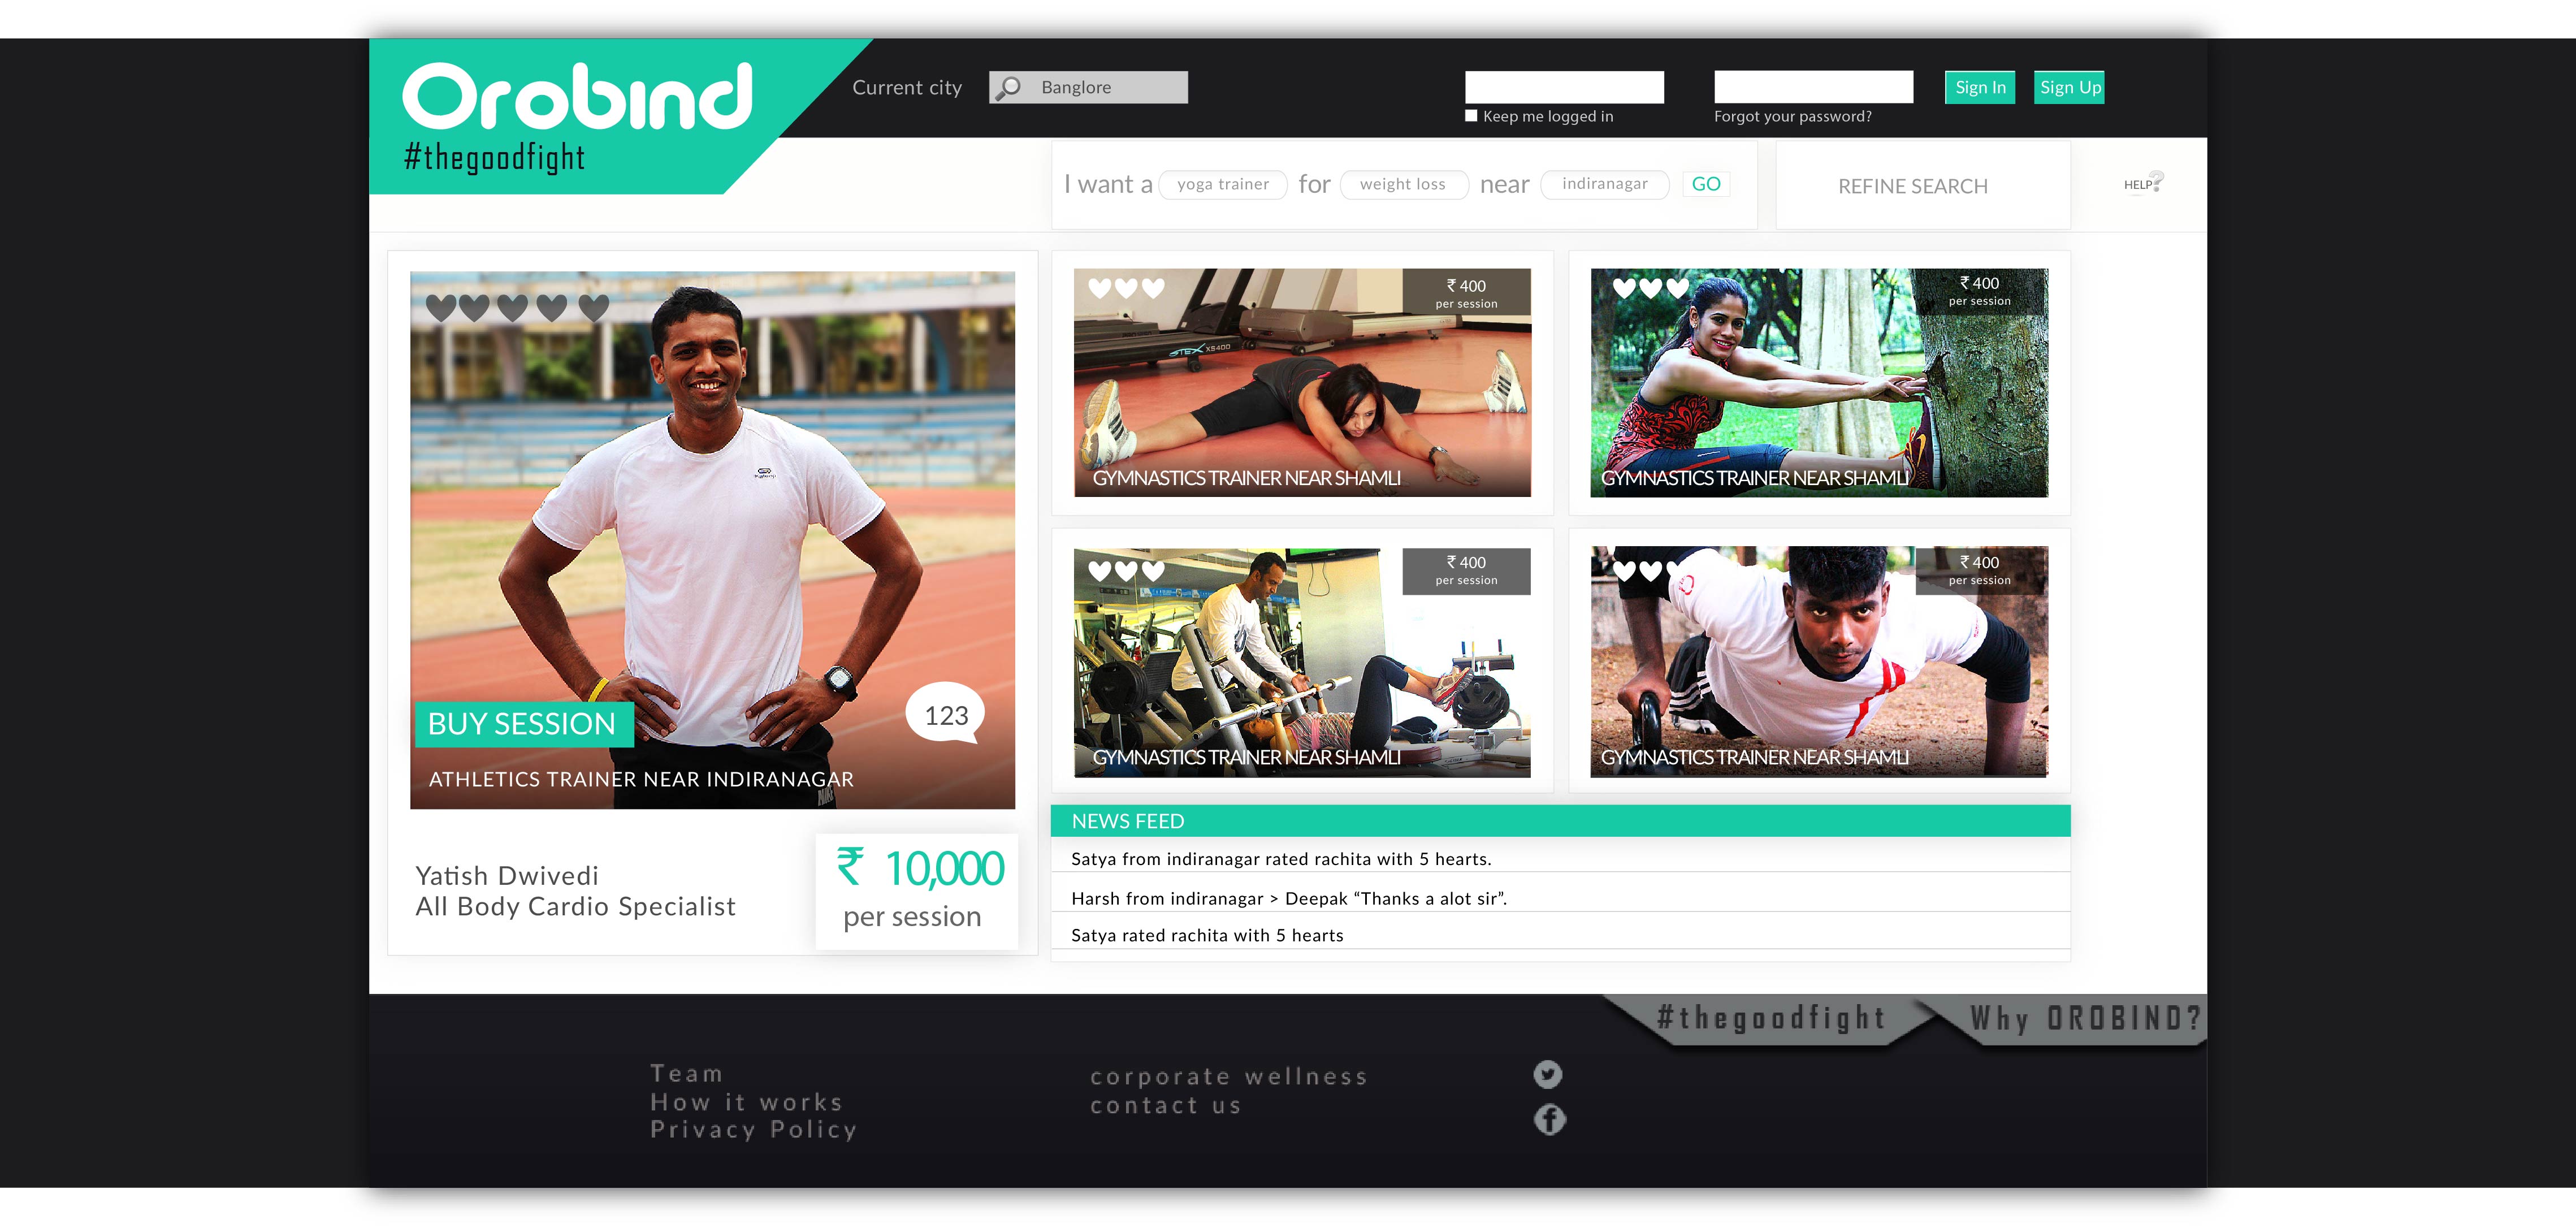 Orobind
#thegoodfight
Current city
Banglore
Keep me logged in
Forgot your password?
Sign In
Sign Up
I want a yoga trainer for weight loss near indiranagar GO
REFINE SEARCH
HELP?
BUY SESSION
123
ATHLETICS TRAINER NEAR INDIRANAGAR
Yatish Dwivedi
All Body Cardio Specialist
₹ 10,000
per session
₹ 400
per session
STEX XS400
GYMNASTICS TRAINER NEAR SHAMLI
₹ 400
per session
GYMNASTICS TRAINER NEAR SHAMLI
₹ 400
per session
GYMNASTICS TRAINER NEAR SHAMLI
₹ 400
per session
GYMNASTICS TRAINER NEAR SHAMLI
NEWS FEED
Satya from indiranagar rated rachita with 5 hearts.
Harsh from indiranagar > Deepak “Thanks a alot sir”.
Satya rated rachita with 5 hearts
#thegoodfight
Why OROBIND?
Team
How it works
Privacy Policy
corporate wellness
contact us